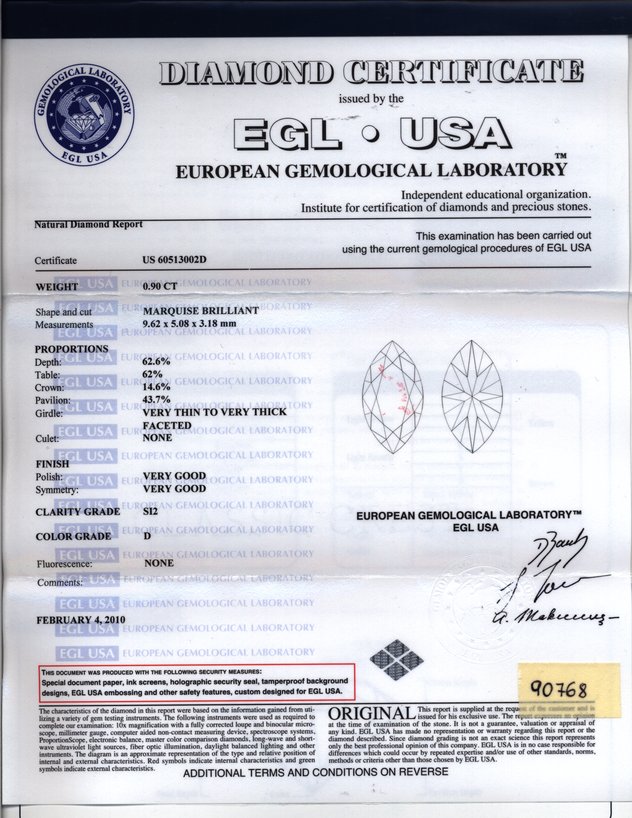 GEMOLOGICAL LABORATORY
EGL USA
DIAMOND CERTIFICATE
issued by the
EGL • USA
EUROPEAN GEMOLOGICAL LABORATORY™
Independent educational organization.
Institute for certification of diamonds and precious stones.
Natural Diamond Report
This examination has been carried out
using the current gemological procedures of EGL USA
Certificate US 60513002D
WEIGHT 0.90 CT
Shape and cut MARQUISE BRILLIANT
Measurements 9.62 x 5.08 x 3.18 mm
PROPORTIONS
Depth: 62.6%
Table: 62%
Crown: 14.6%
Pavilion: 43.7%
Girdle: VERY THIN TO VERY THICK
FACETED
Culet: NONE
FINISH
Polish: VERY GOOD
Symmetry: VERY GOOD
CLARITY GRADE SI2
EUROPEAN GEMOLOGICAL LABORATORY™
EGL USA
COLOR GRADE D
Fluorescence: NONE
Comments:
FEBRUARY 4, 2010
THIS DOCUMENT WAS PRODUCED WITH THE FOLLOWING SECURITY MEASURES:
Special document paper, ink screens, holographic security seal, tamperproof background
designs, EGL USA embossing and other safety features, custom designed for EGL USA.
90768
The characteristics of the diamond in this report were based on the information gained from uti-
lizing a variety of gem testing instruments. The following instruments were used as required to
complete our examination: 10x magnification with a fully corrected loupe and binocular micro-
scope, millimeter gauge, computer aided non-contact measuring device, spectroscope systems,
ProportionScope, electronic balance, master color comparison diamonds, long-wave and short-
wave ultraviolet light sources, fiber optic illumination, daylight balanced lighting and other
instruments. The diagram is an approximate representation of the type and relative position of
internal and external characteristics. Red symbols indicate internal characteristics and green
symbols indicate external characteristics.
ORIGINAL This report is supplied at the request of the customer and is
issued for his exclusive use. The report expresses an opinion
at the time of examination of the stone. It is not a guarantee, valuation or appraisal of
any kind. EGL USA has made no representation or warranty regarding this report or the
diamond described. Since diamond grading is not an exact science this report represents
only the best professional opinion of this company. EGL USA is in no case responsible for
differences which could occur by repeated expertise and/or use of other standards, norms,
methods or criteria other than those chosen by EGL USA.
ADDITIONAL TERMS AND CONDITIONS ON REVERSE